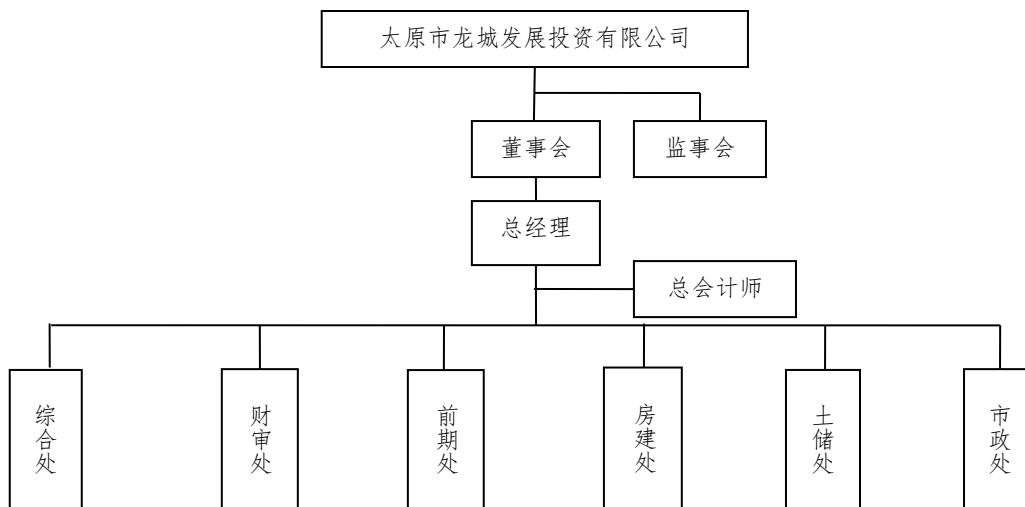 太原市龙城发展投资有限公司
董事会
监事会
总经理
总会计师
综合处
财审处
前期处
房建处
土储处
市政处